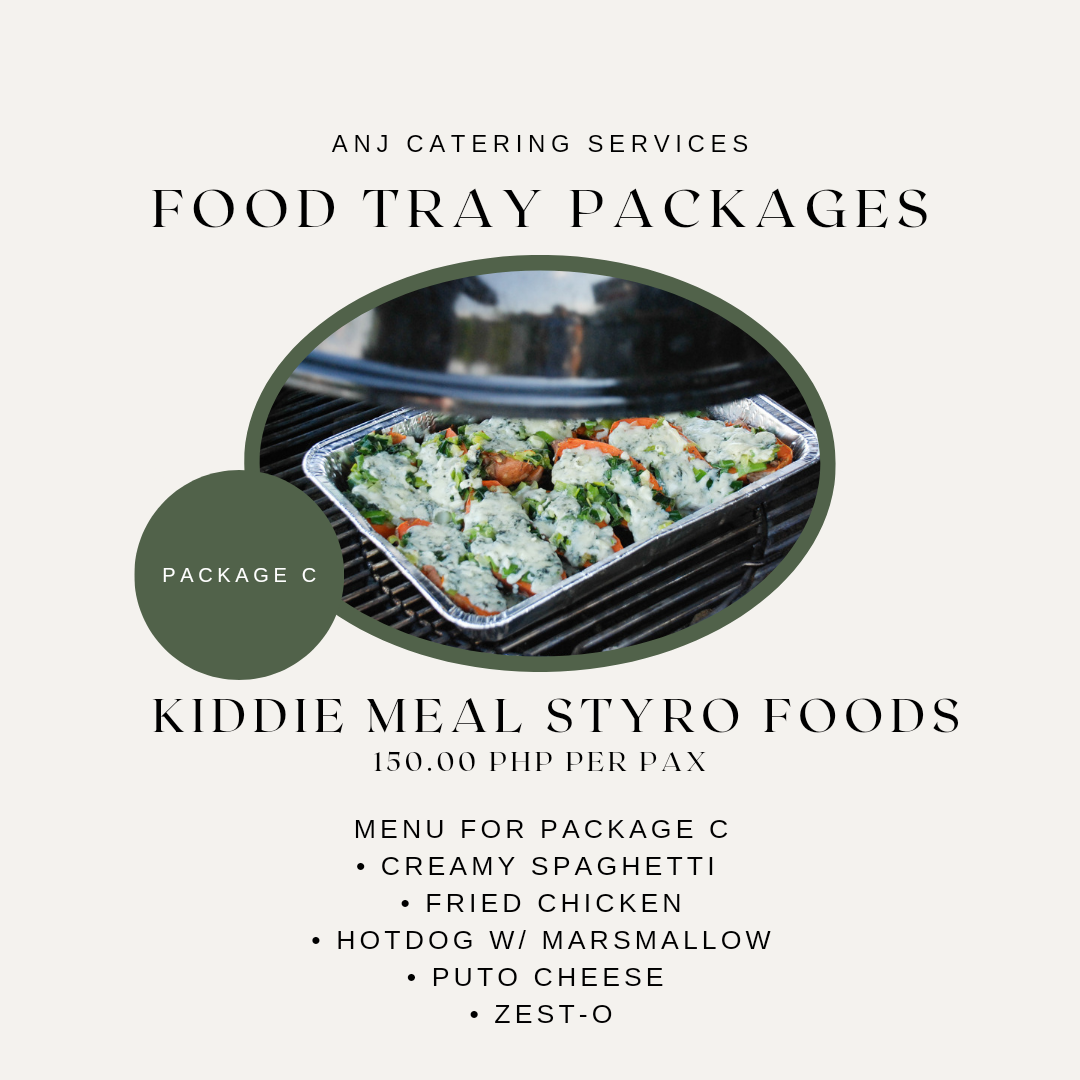 ANJ CATERING SERVICES
FOOD TRAY PACKAGES
PACKAGE C
KIDDIE MEAL STYRO FOODS
150.00 PHP PER PAX
MENU FOR PACKAGE C
• CREAMY SPAGHETTI
• FRIED CHICKEN
• HOTDOG W/ MARSMALLOW
• PUTO CHEESE
• ZEST-O